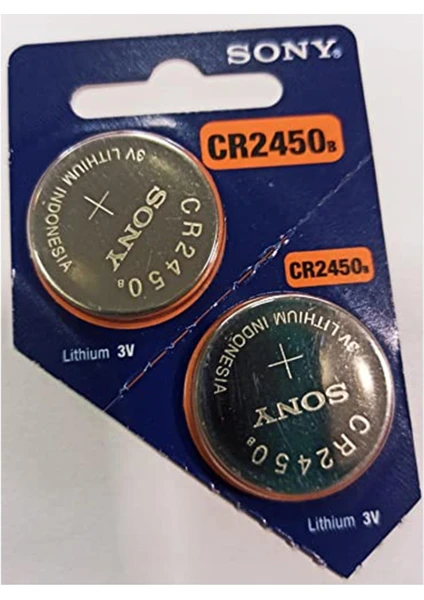 SONY®
CR2450B
3V LITHIUM INDONESIA
+
SONY
CR2450B
CR2450B
Lithium 3V
3V LITHIUM INDONESIA
+
SONY
CR2450B
Lithium 3V